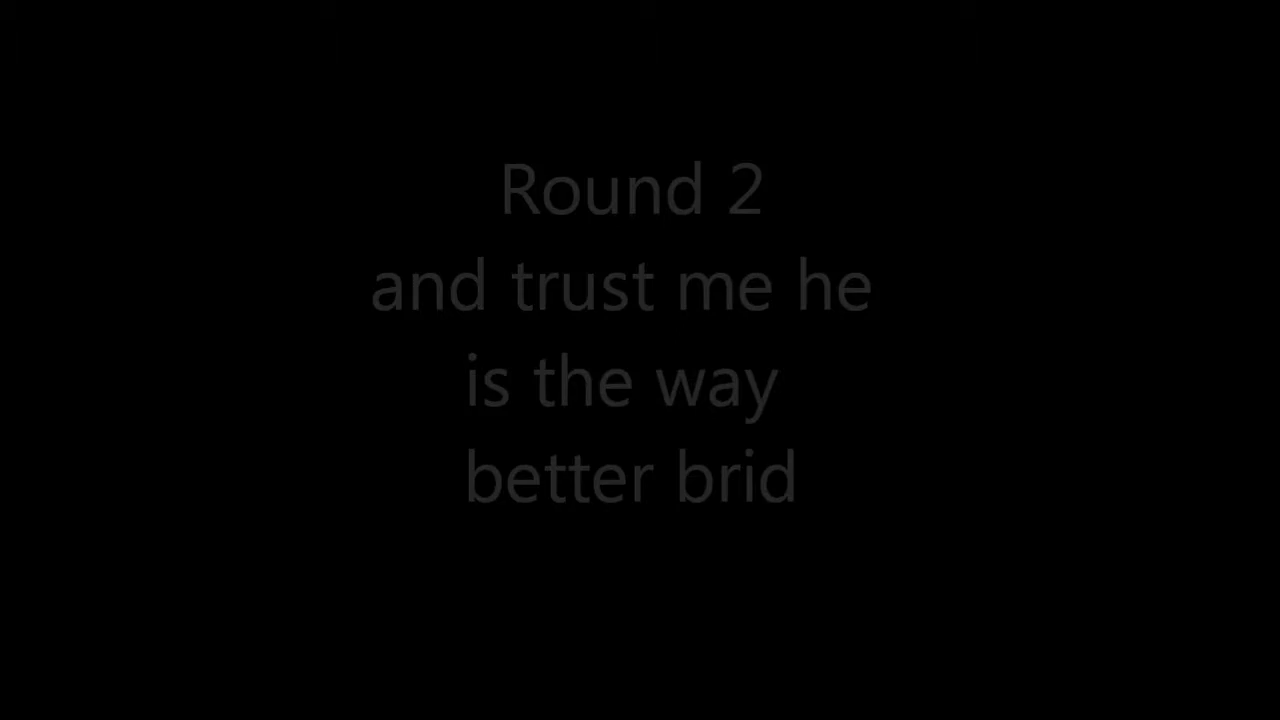 Round 2
and trust me he
is the way
better brid